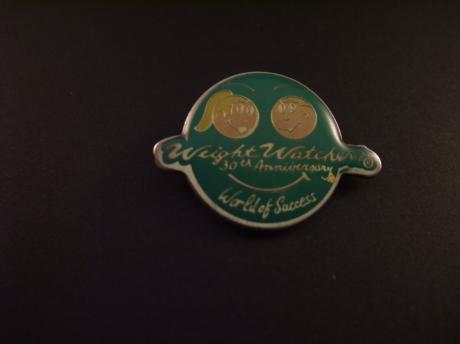 Weight Watchers®
30th Anniversary
World of Success